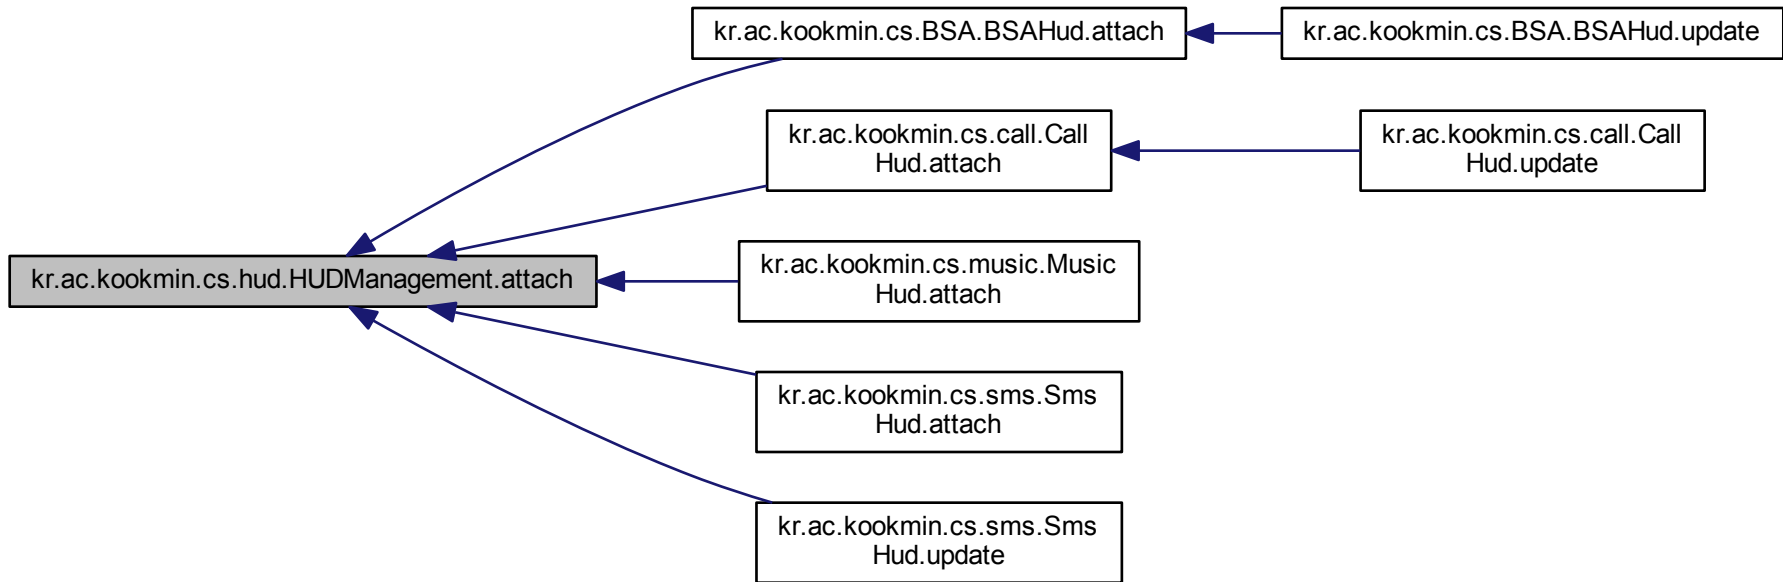 kr.ac.kookmin.cs.BSA.BSAHud.attach
kr.ac.kookmin.cs.BSA.BSAHud.update
kr.ac.kookmin.cs.call.Call
Hud.attach
kr.ac.kookmin.cs.call.Call
Hud.update
kr.ac.kookmin.cs.hud.HUDManagement.attach
kr.ac.kookmin.cs.music.Music
Hud.attach
kr.ac.kookmin.cs.sms.Sms
Hud.attach
kr.ac.kookmin.cs.sms.Sms
Hud.update